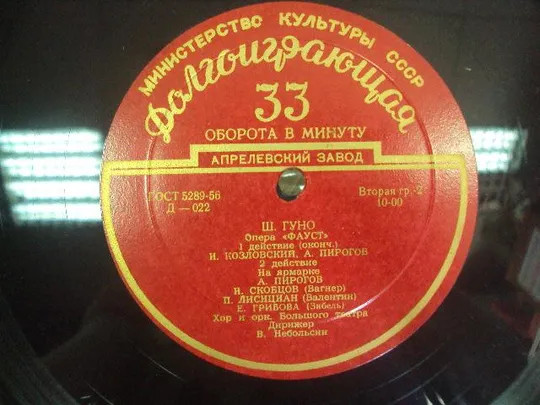 МИНИСТЕРСТВО КУЛЬТУРЫ СССР
Долгоиграющая
33
ОБОРОТА В МИНУТУ
АПРЕЛЕВСКИЙ ЗАВОД
ГОСТ 5289-56
Д — 022
Вторая гр.-2
10-00
Ш. ГУНО
Опера «ФАУСТ»
1 действие (оконч.)
И. КОЗЛОВСКИЙ, А. ПИРОГОВ
2 действие
На ярмарке
А. ПИРОГОВ
И. СКОБЦОВ (Вагнер)
П. ЛИСИЦИАН (Валентин)
Е. ГРИБОВА (Зибель)
Хор и орк. Большого театра
Дирижер
В. Небольсин